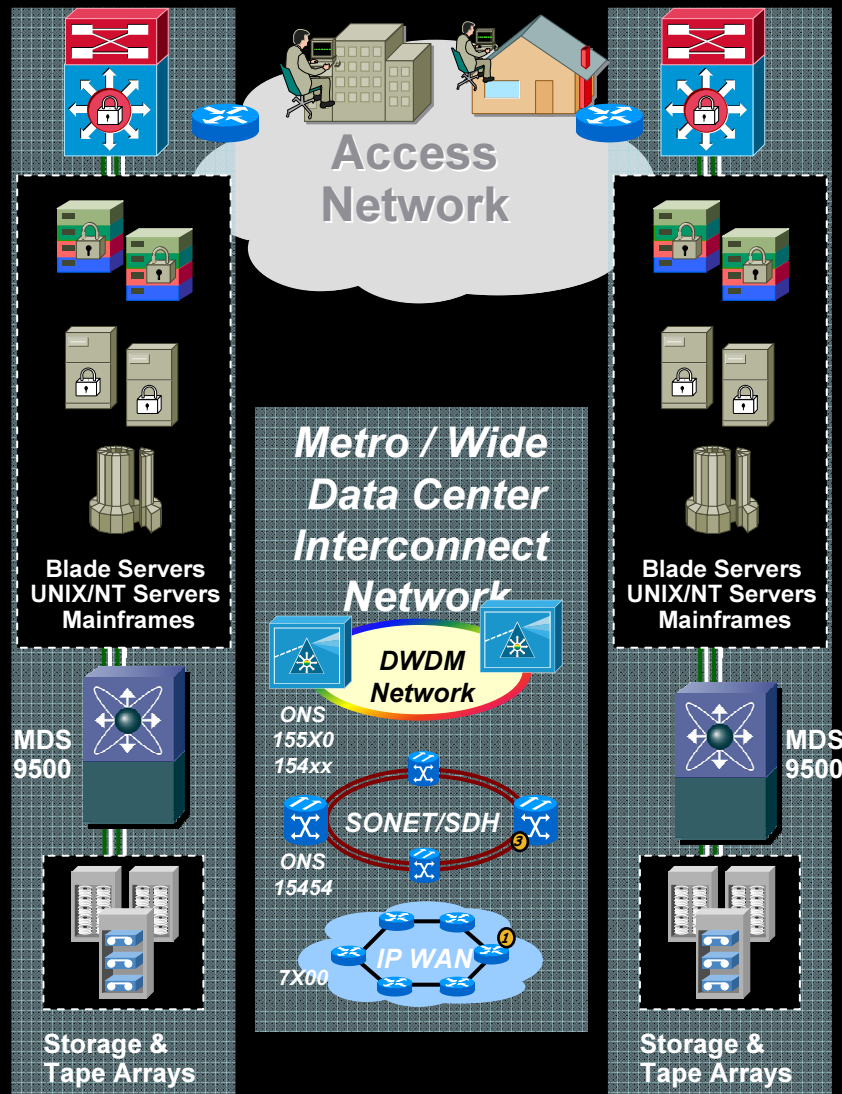 Access
Network
Blade Servers
UNIX/NT Servers
Mainframes
MDS
9500
Storage &
Tape Arrays
Metro / Wide
Data Center
Interconnect
Network
DWDM
Network
ONS
155X0
154xx
SONET/SDH
3
ONS
15454
1
IP WAN
7X00
Blade Servers
UNIX/NT Servers
Mainframes
MDS
9500
Storage &
Tape Arrays